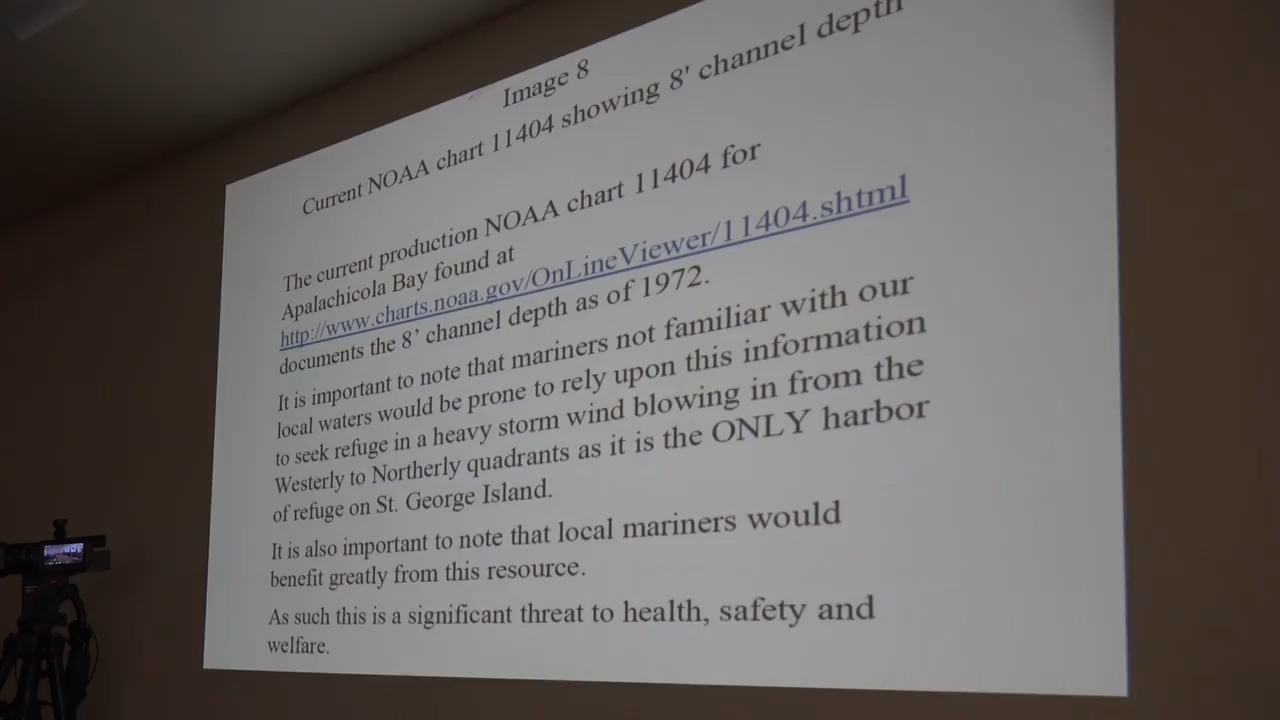 Image 8
Current NOAA chart 11404 showing 8' channel depth
The current production NOAA chart 11404 for
Apalachicola Bay found at
http://www.charts.noaa.gov/OnLineViewer/11404.shtml
documents the 8’ channel depth as of 1972.
It is important to note that mariners not familiar with our
local waters would be prone to rely upon this information
to seek refuge in a heavy storm wind blowing in from the
Westerly to Northerly quadrants as it is the ONLY harbor
of refuge on St. George Island.
It is also important to note that local mariners would
benefit greatly from this resource.
As such this is a significant threat to health, safety and
welfare.